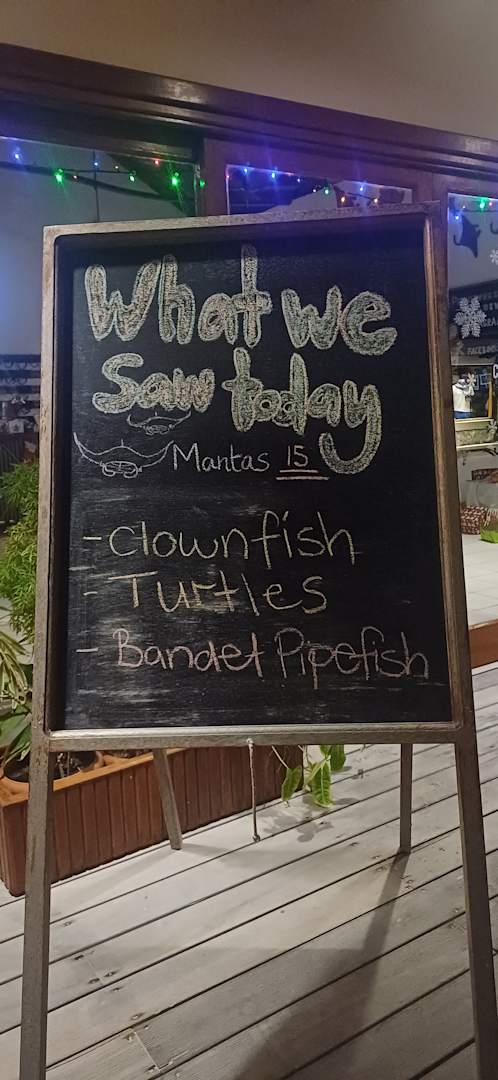 What we
Saw today
Mantas 15
- Clownfish
- Turtles
- Bandet Pipefish